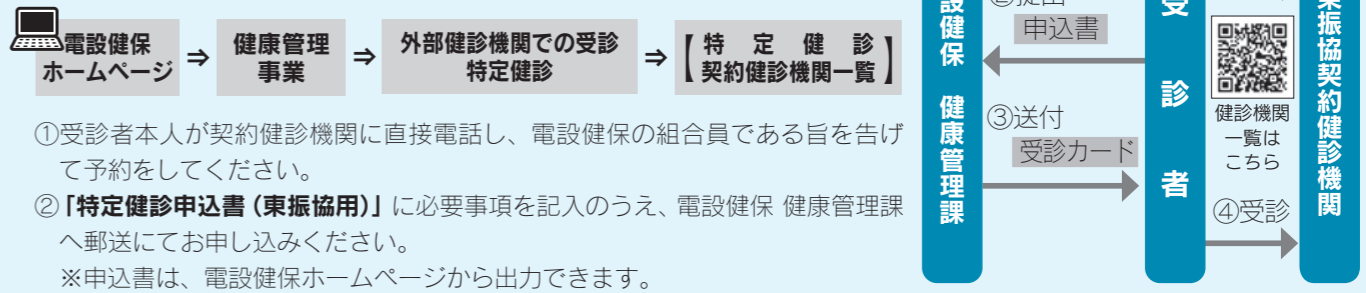 電設健保
ホームページ
⇒
健康管理
事業
⇒
外部健診機関での受診
特定健診
⇒
【特定健診
契約健診機関一覧】
①受診者本人が契約健診機関に直接電話し、電設健保の組合員である旨を告げ
て予約をしてください。
②「特定健診申込書（東振協用）」に必要事項を記入のうえ、電設健保 健康管理課
へ郵送にてお申し込みください。
※申込書は、電設健保ホームページから出力できます。
設健保 健康管理課
申込書
③送付
受診カード
受診者
健診機関
一覧は
こちら
④受診
東振協契約健診機関